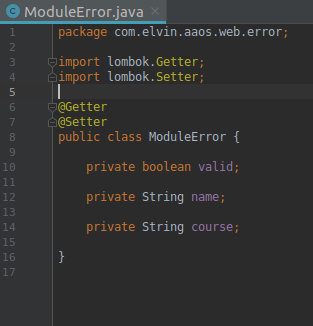 ModuleError.java
1 package com.elvin.aaos.web.error;
2
3 import lombok.Getter;
4 import lombok.Setter;
5
6 @Getter
7 @Setter
8 public class ModuleError {
9
10 private boolean valid;
11
12 private String name;
13
14 private String course;
15
16 }
17